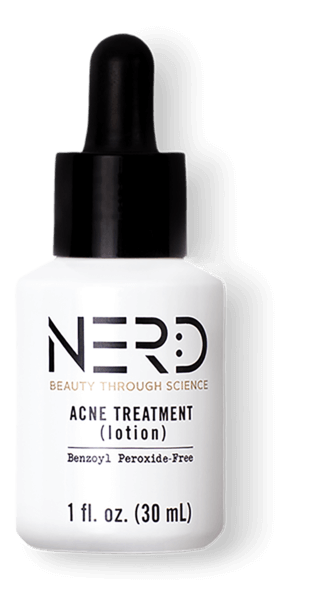 NERD
BEAUTY THROUGH SCIENCE
ACNE TREATMENT
(lotion)
Benzoyl Peroxide-Free
1 fl. oz. (30 mL)